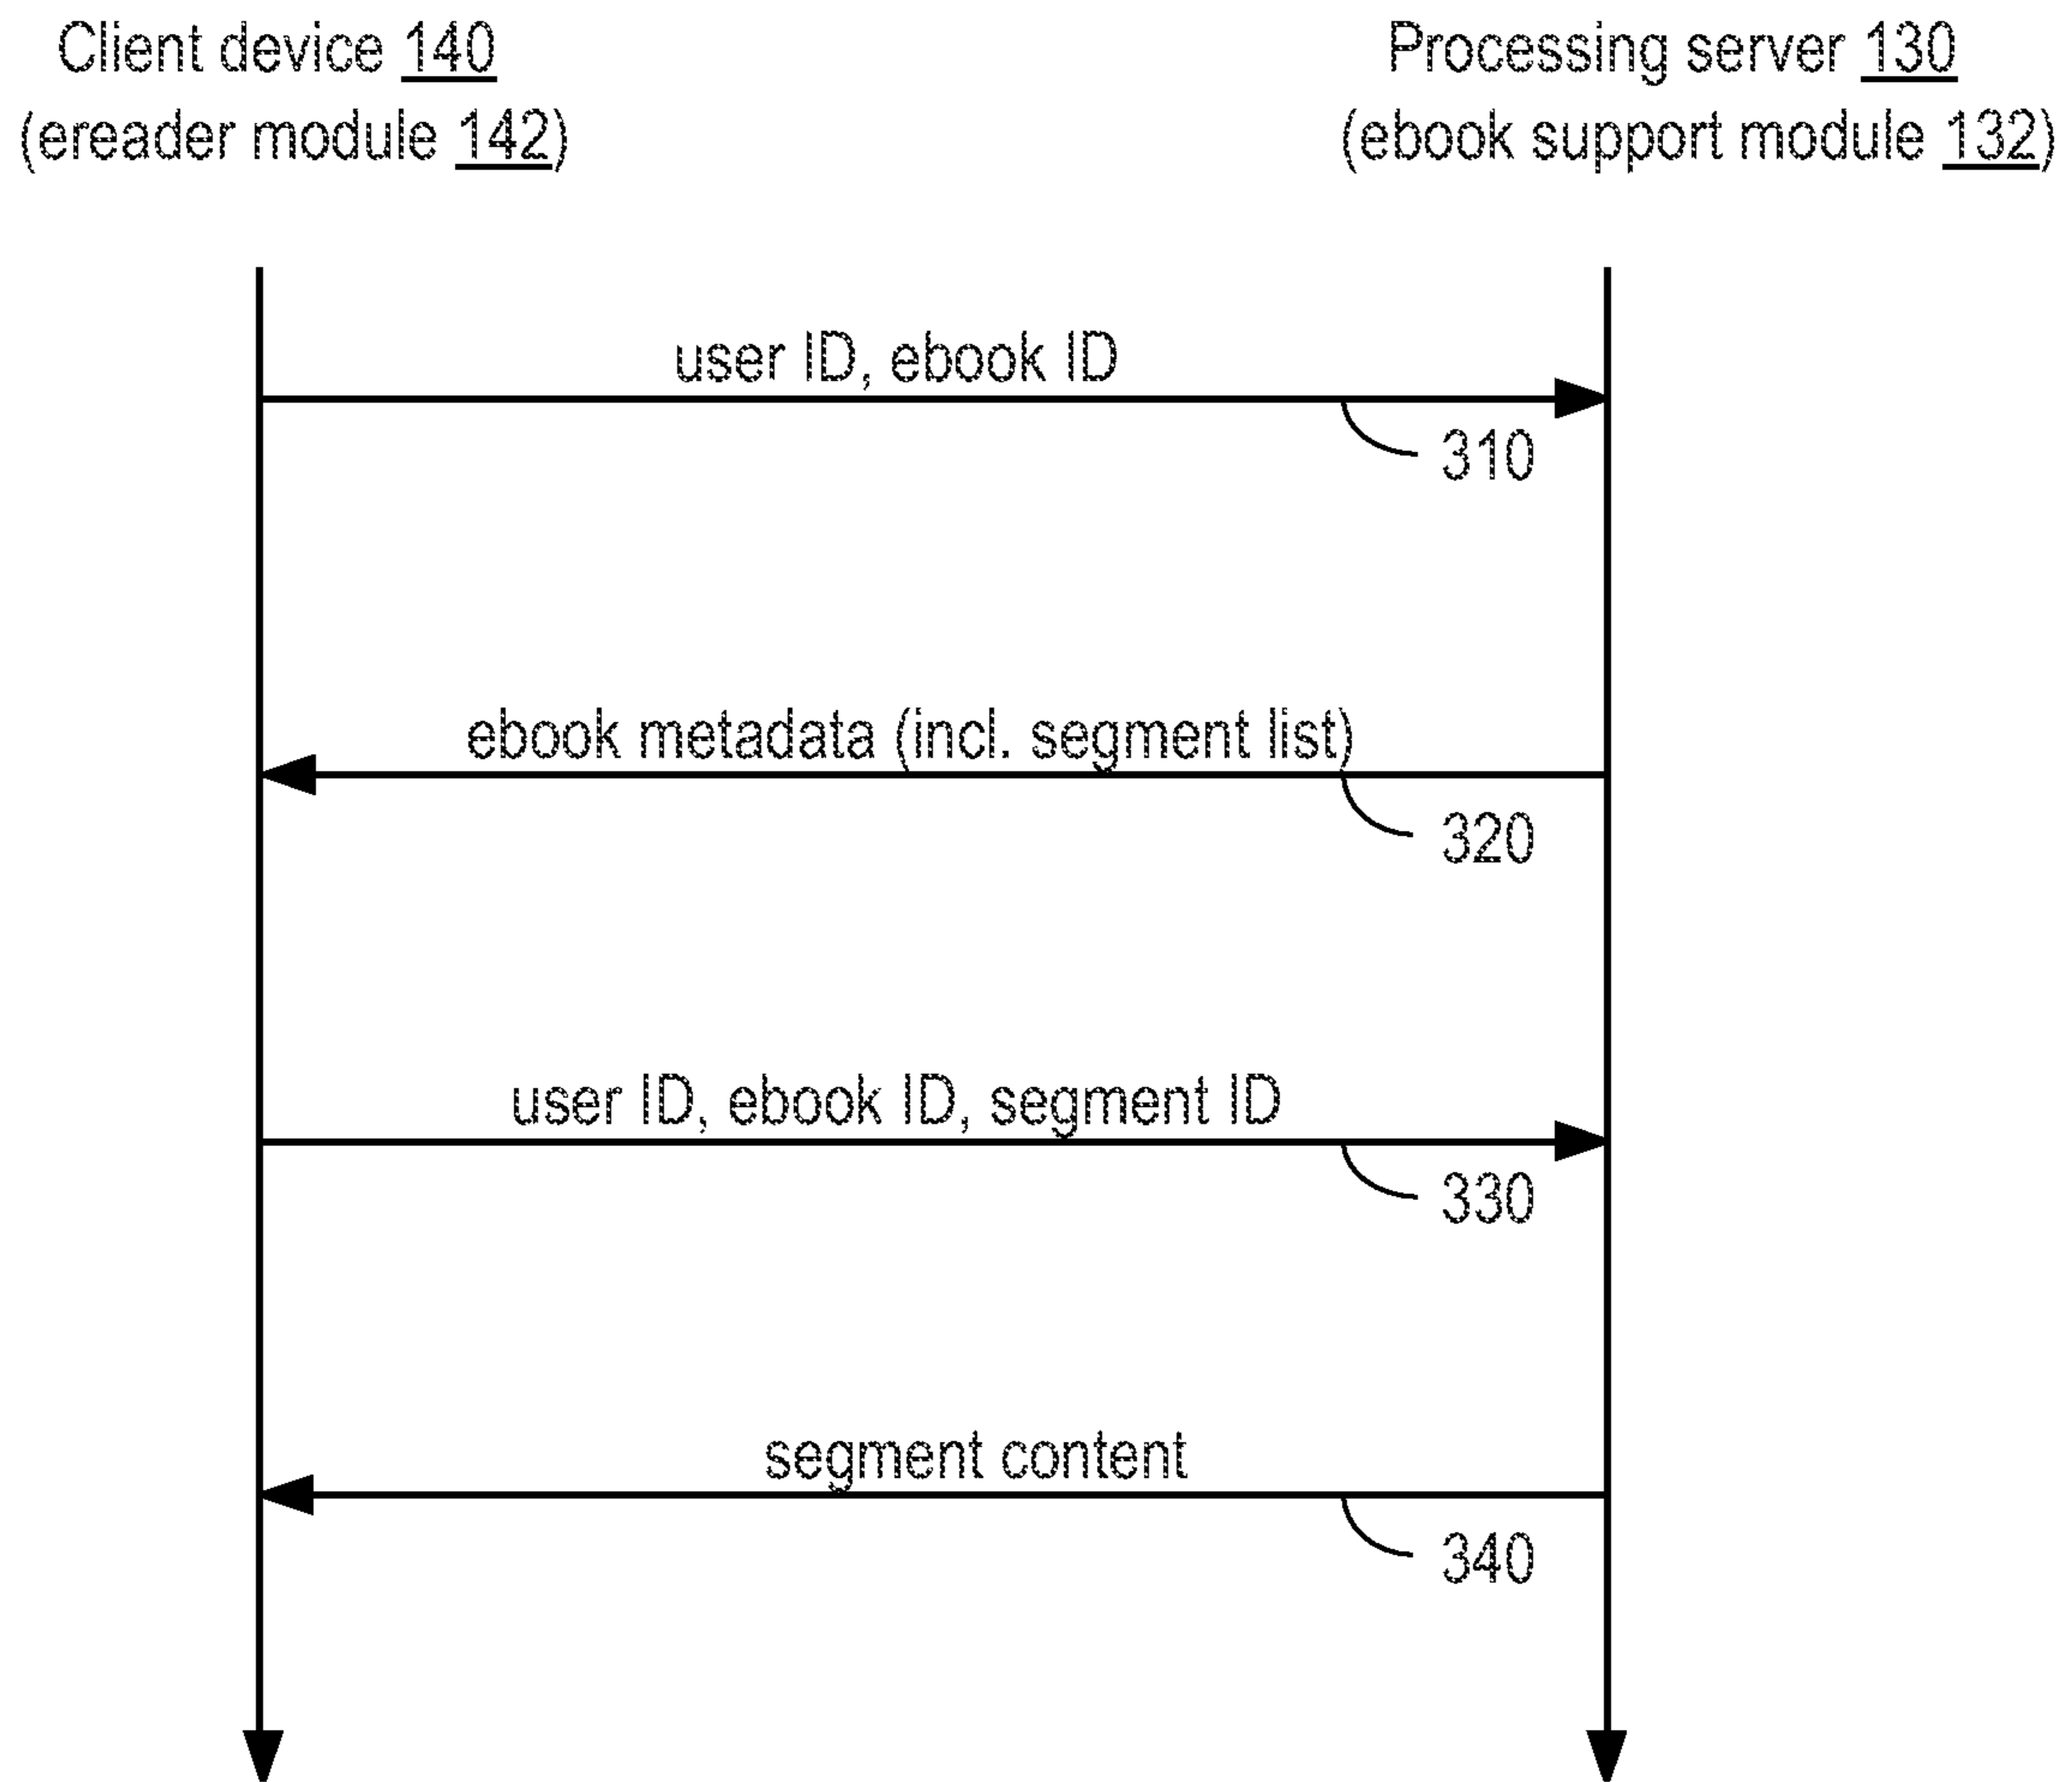 Client device 140
(ereader module 142)
Processing server 130
(ebook support module 132)
user ID, ebook ID
310
ebook metadata (incl. segment list)
320
user ID, ebook ID, segment ID
330
segment content
340